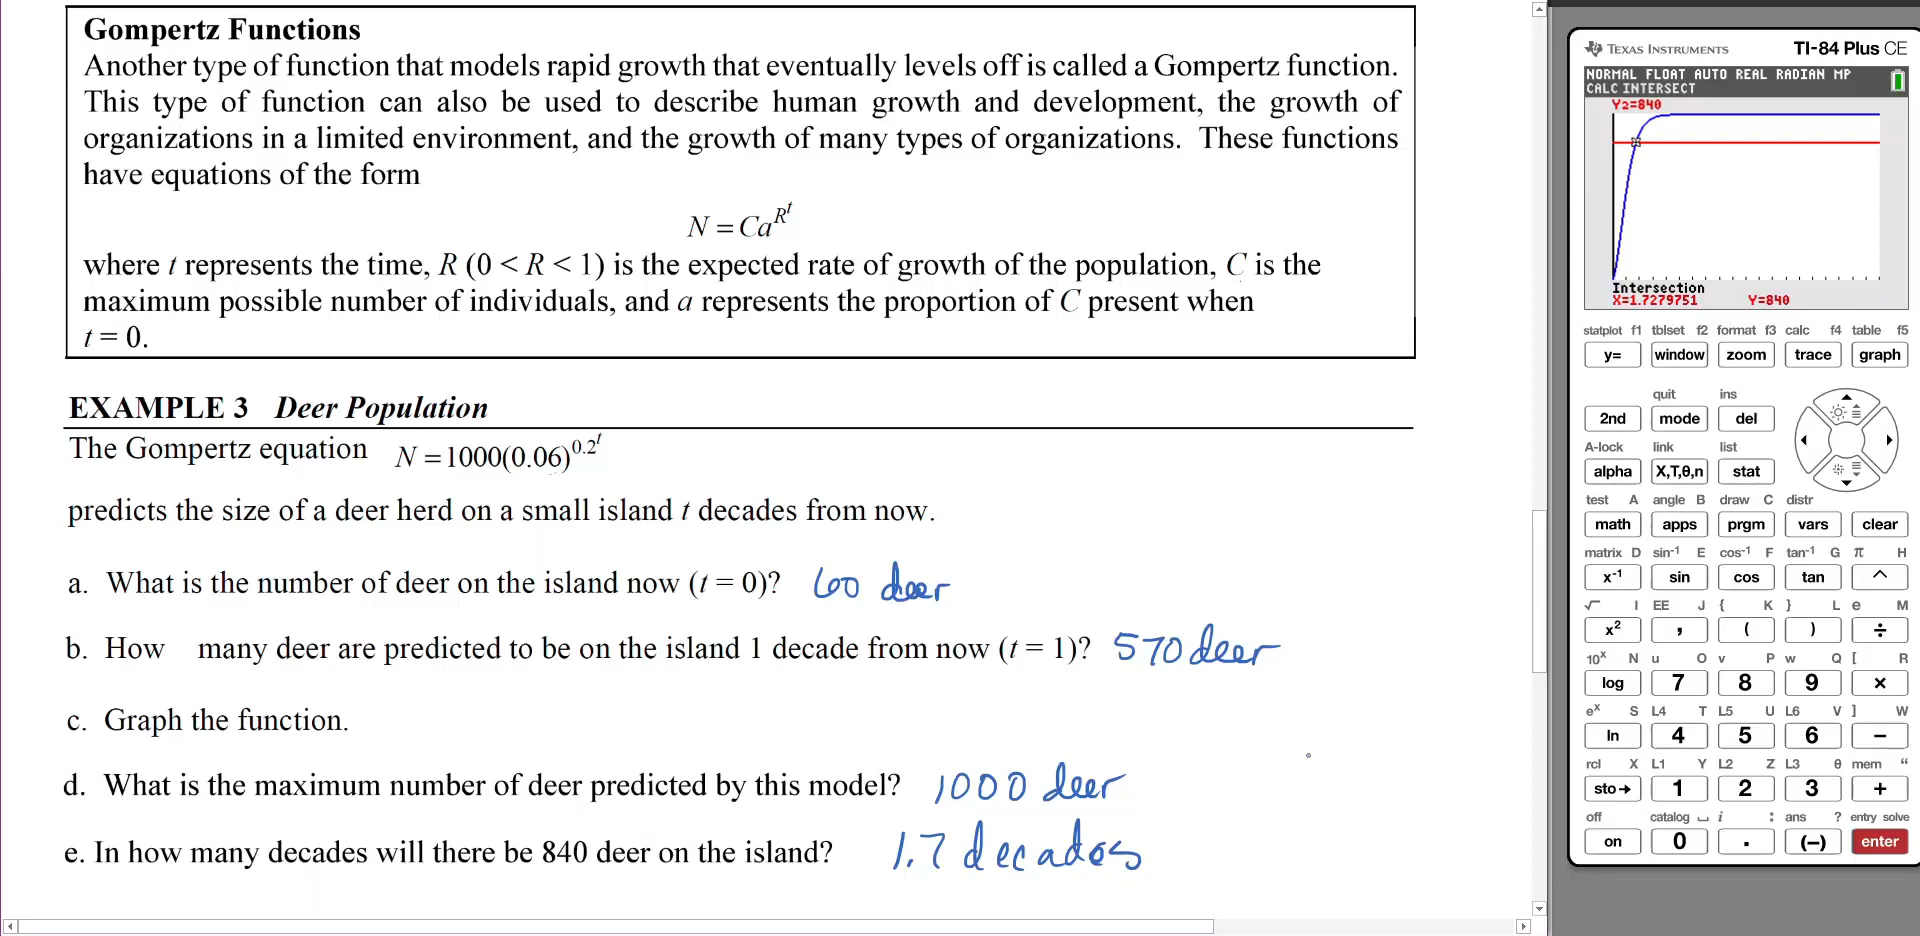 Gompertz Functions
Another type of function that models rapid growth that eventually levels off is called a Gompertz function.
This type of function can also be used to describe human growth and development, the growth of
organizations in a limited environment, and the growth of many types of organizations. These functions
have equations of the form
N = Ca^R^t
where t represents the time, R (0 < R < 1) is the expected rate of growth of the population, C is the
maximum possible number of individuals, and a represents the proportion of C present when
t = 0.
EXAMPLE 3 Deer Population
The Gompertz equation N = 1000(0.06)^0.2^t
predicts the size of a deer herd on a small island t decades from now.
a. What is the number of deer on the island now (t = 0)? 60 deer
b. How many deer are predicted to be on the island 1 decade from now (t = 1)? 570 deer
c. Graph the function.
d. What is the maximum number of deer predicted by this model? 1000 deer
e. In how many decades will there be 840 deer on the island? 1.7 decades
TEXAS INSTRUMENTS TI-84 Plus CE
NORMAL FLOAT AUTO REAL RADIAN MP
CALC INTERSECT
Y2=840
Intersection
X=1.7279751 Y=840
statplot f1 tblset f2 format f3 calc f4 table f5
y= window zoom trace graph
quit ins
2nd mode del
A-lock link list
alpha X,T,θ,n stat
test A angle B draw C distr
math apps prgm vars clear
matrix D sin-1 E cos-1 F tan-1 G π H
x-1 sin cos tan ^
√ I EE J { K } L e M
x² , ( ) ÷
10ˣ N u O v P w Q [ R
log 7 8 9 ×
eˣ S L4 T L5 U L6 V ] W
ln 4 5 6 −
rcl X L1 Y L2 Z L3 θ mem “
sto→ 1 2 3 +
off catalog ⎵ i : ans ? entry solve
on 0 . (−) enter